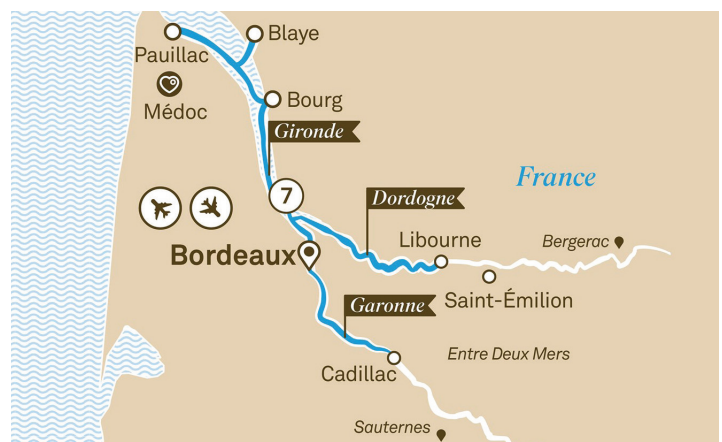 Blaye
Pauillac
Médoc
Bourg
Gironde
France
7
Dordogne
Libourne
Bergerac
Bordeaux
Saint-Émilion
Garonne
Entre Deux Mers
Cadillac
Sauternes